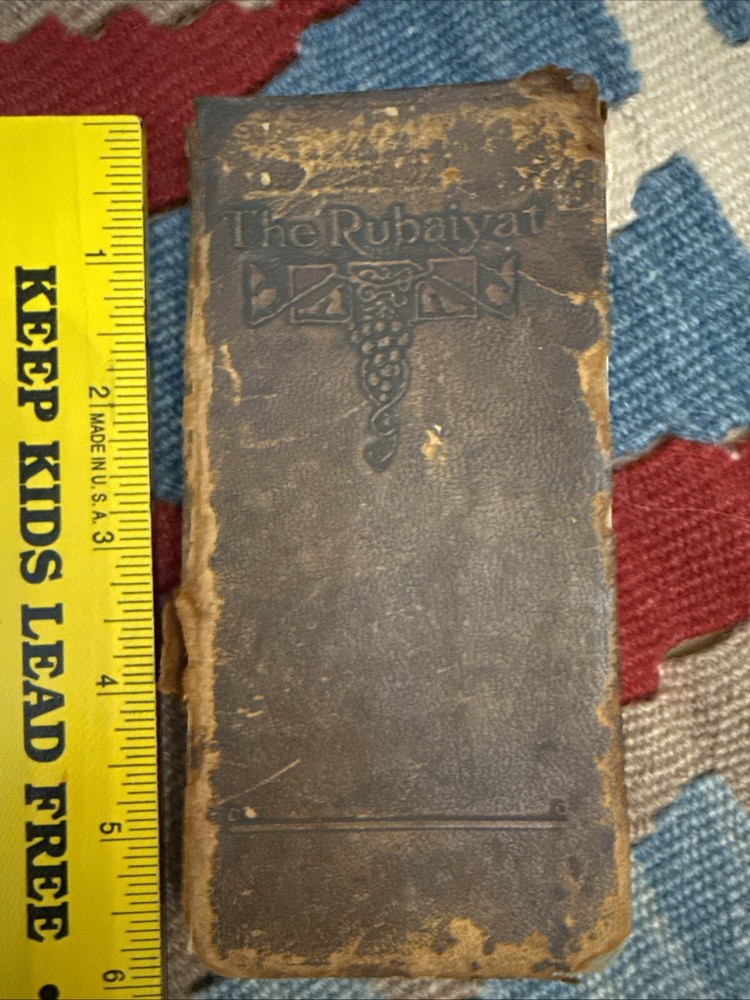 The Rubaiyat
KEEP KIDS LEAD FREE •
1
2 MADE IN U.S.A. 3
4
5
6